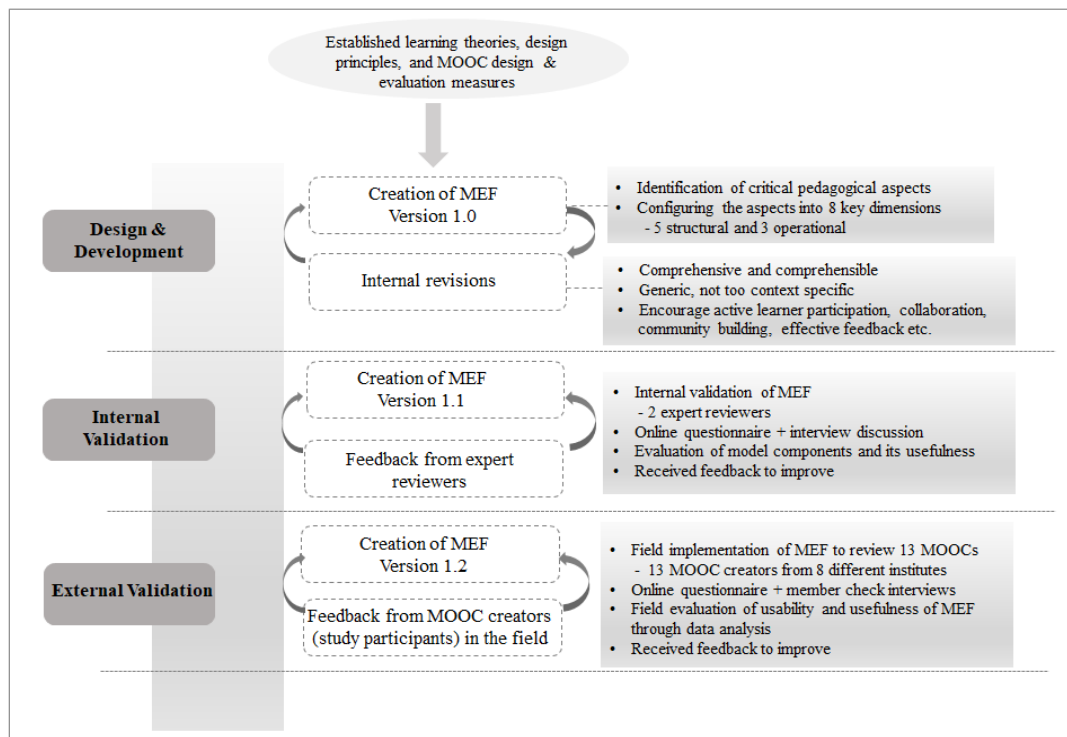 Established learning theories, design
principles, and MOOC design &
evaluation measures
Design &
Development
Creation of MEF
Version 1.0
Internal revisions
• Identification of critical pedagogical aspects
• Configuring the aspects into 8 key dimensions
- 5 structural and 3 operational
• Comprehensive and comprehensible
• Generic, not too context specific
• Encourage active learner participation, collaboration,
community building, effective feedback etc.
Internal
Validation
Creation of MEF
Version 1.1
Feedback from expert
reviewers
• Internal validation of MEF
- 2 expert reviewers
• Online questionnaire + interview discussion
• Evaluation of model components and its usefulness
• Received feedback to improve
External Validation
Creation of MEF
Version 1.2
Feedback from MOOC creators
(study participants) in the field
• Field implementation of MEF to review 13 MOOCs
- 13 MOOC creators from 8 different institutes
• Online questionnaire + member check interviews
• Field evaluation of usability and usefulness of MEF
through data analysis
• Received feedback to improve